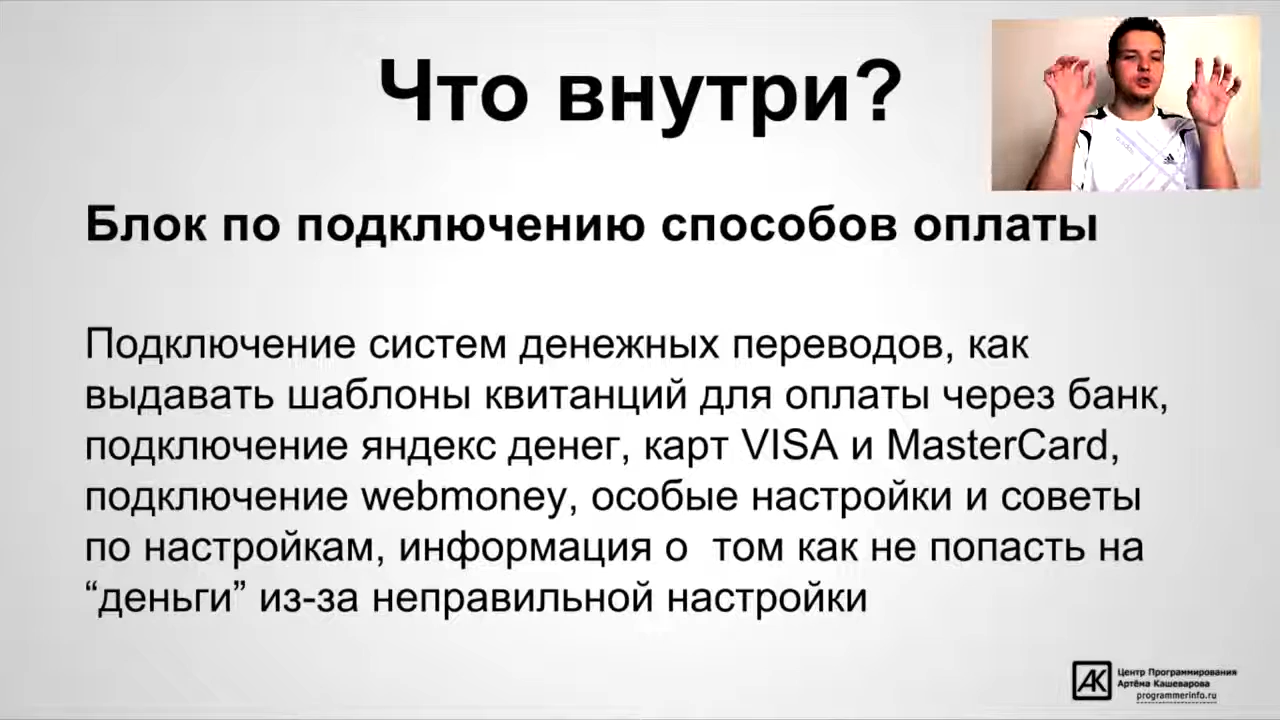 Что внутри?
Блок по подключению способов оплаты
Подключение систем денежных переводов, как
выдавать шаблоны квитанций для оплаты через банк,
подключение яндекс денег, карт VISA и MasterCard,
подключение webmoney, особые настройки и советы
по настройкам, информация о  том как не попасть на
“деньги” из-за неправильной настройки
АК
Центр Программирования
Артёма Кашеварова
programmerinfo.ru